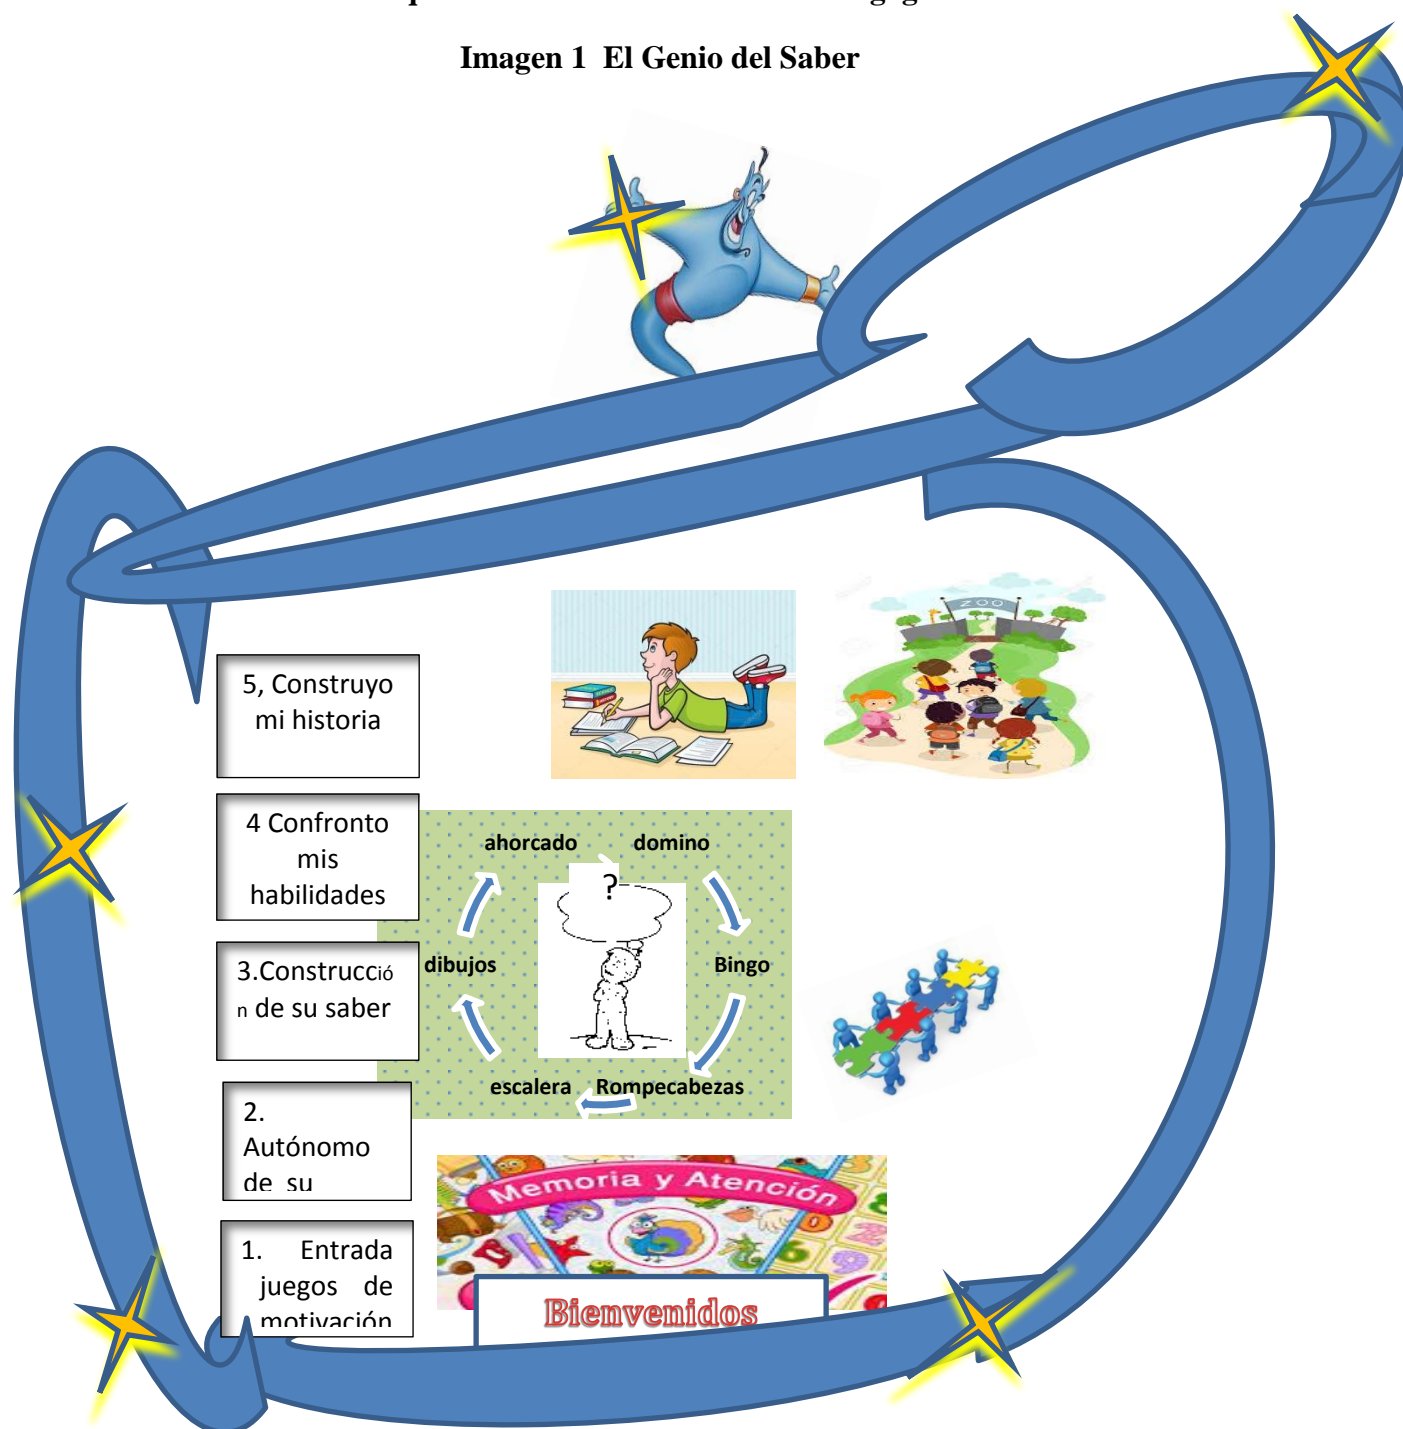 Imagen 1 El Genio del Saber
ZOO
5, Construyo
mi historia
4 Confronto
mis
habilidades
ahorcado
domino
?
3.Construcció
n de su saber
dibujos
Bingo
escalera
Rompecabezas
2.
Autónomo
de su
Memoria y Atención
1. Entrada
juegos de
motivación
Bienvenidos